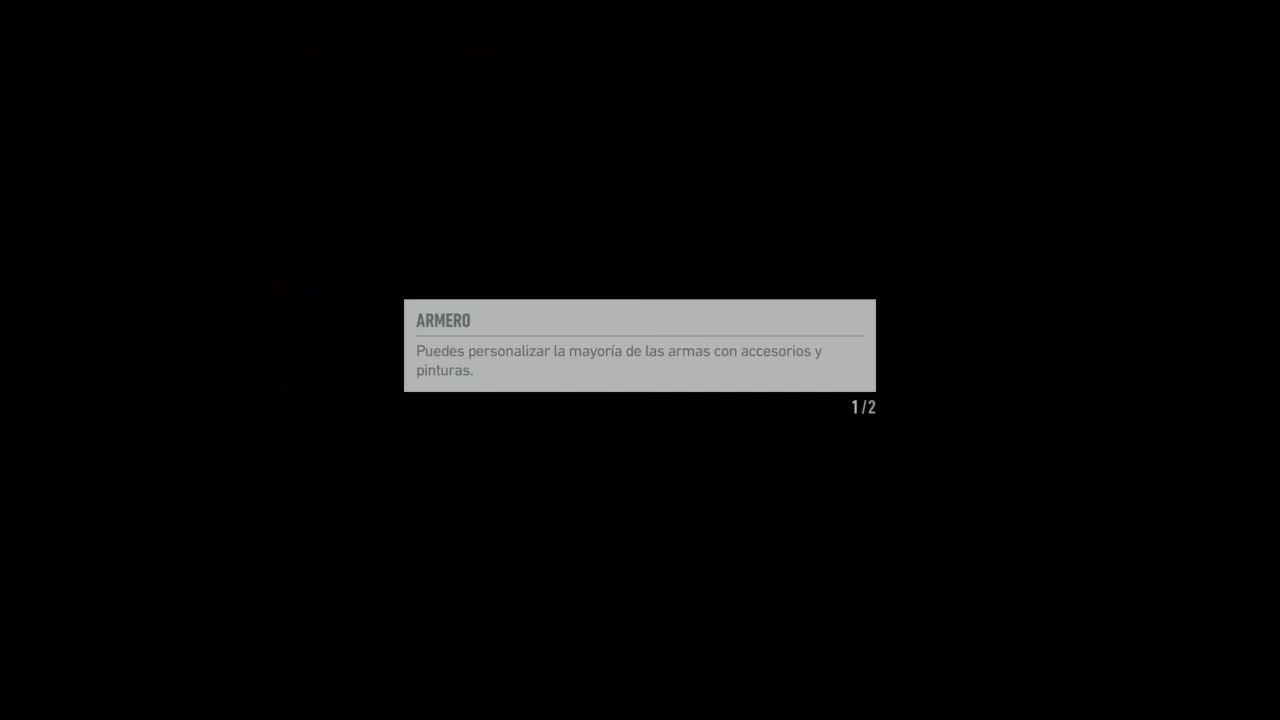 ARMERO
Puedes personalizar la mayoría de las armas con accesorios y
pinturas.
1/2